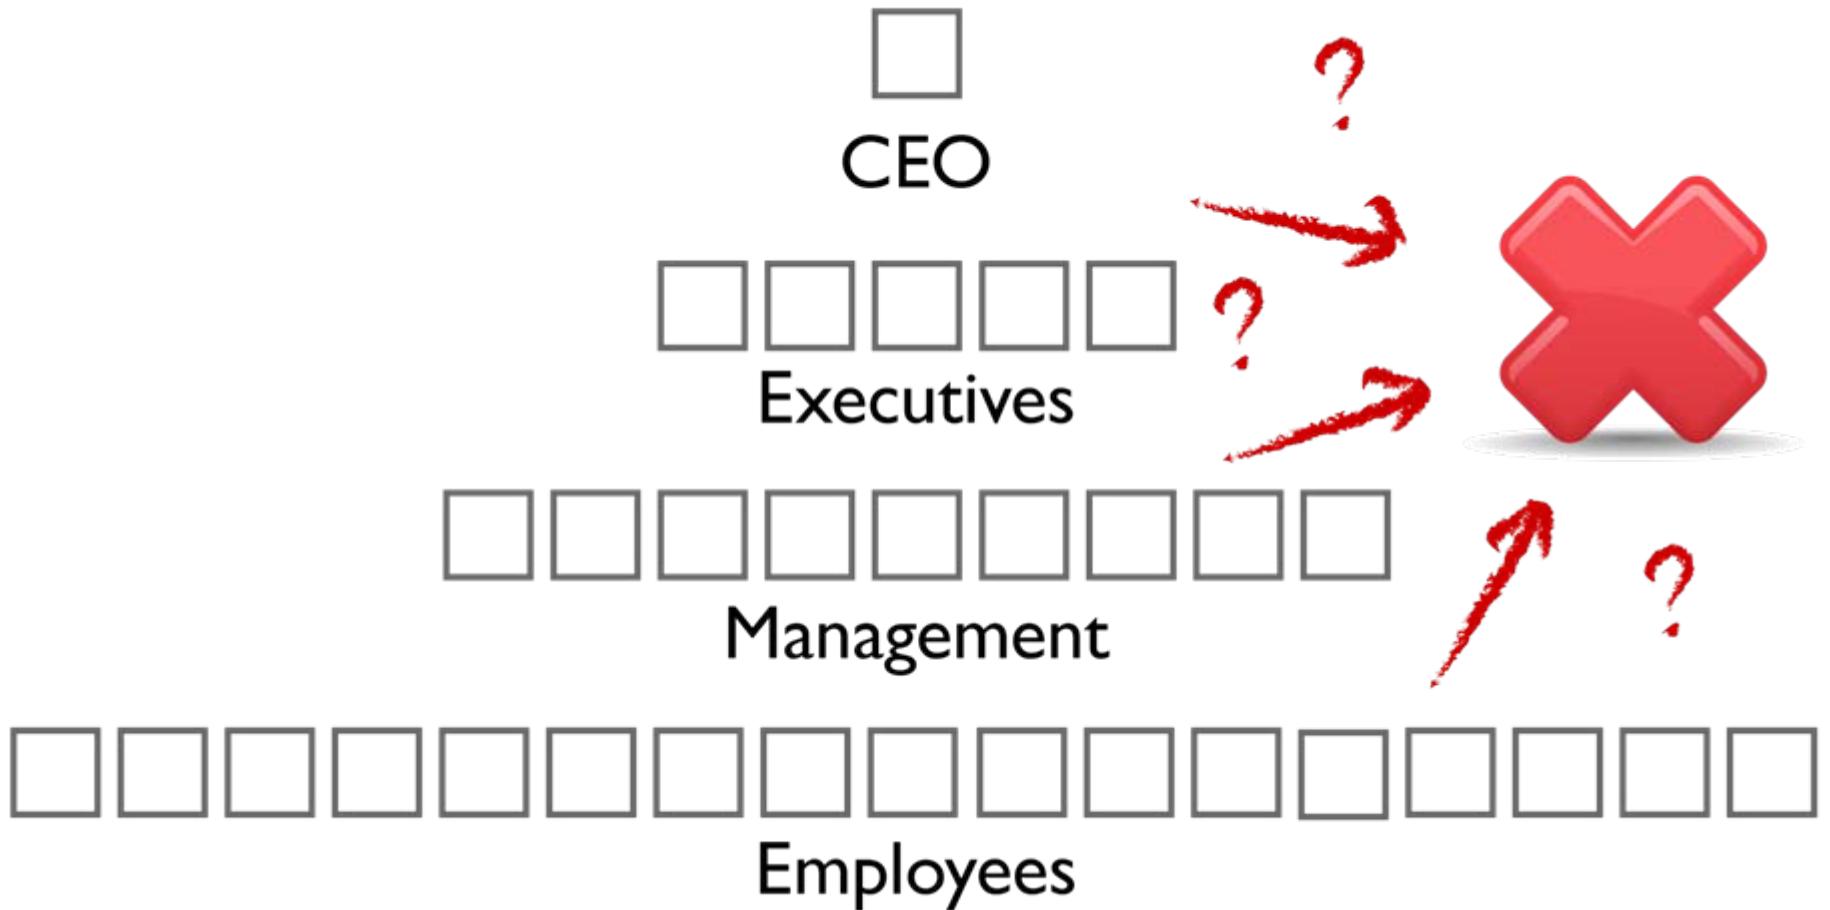 ?
CEO
?
Executives
?
Management
Employees